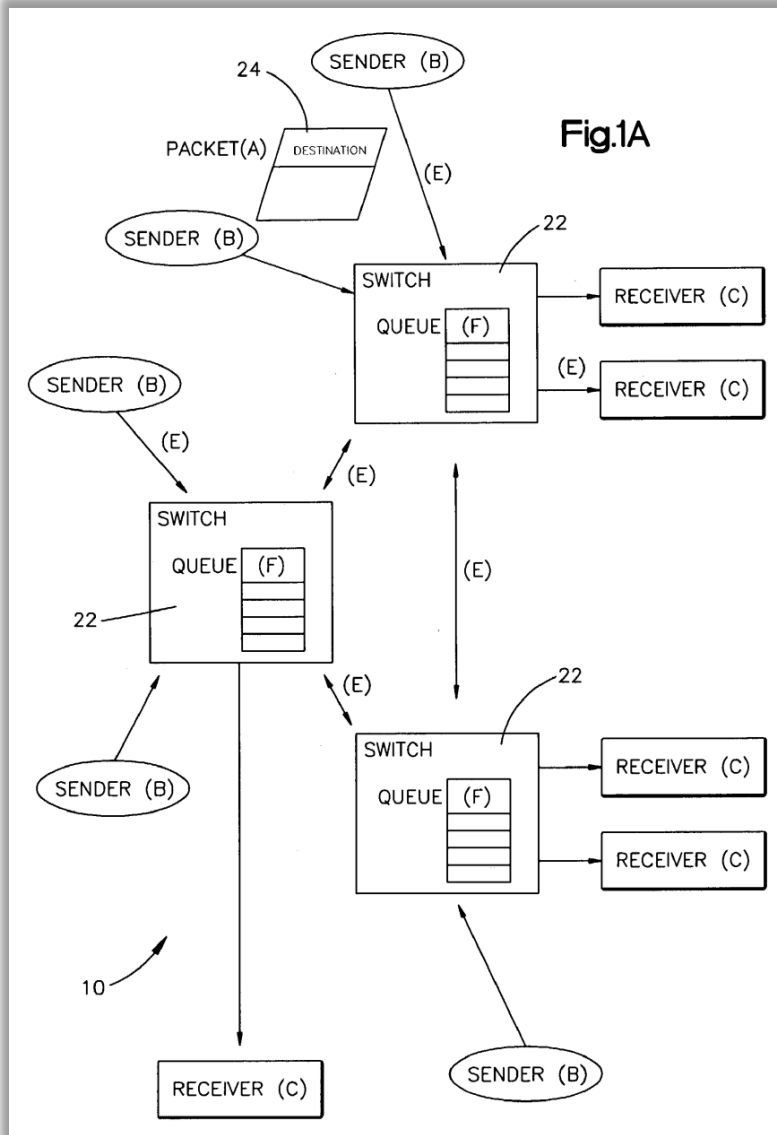 SENDER (B)
24
Fig.1A
PACKET(A)
DESTINATION
(E)
SENDER (B)
22
SWITCH
QUEUE
(F)
RECEIVER (C)
(E)
RECEIVER (C)
SENDER (B)
(E)
(E)
SWITCH
QUEUE
(F)
22
(E)
(E)
22
SWITCH
QUEUE
(F)
RECEIVER (C)
RECEIVER (C)
SENDER (B)
10
RECEIVER (C)
SENDER (B)